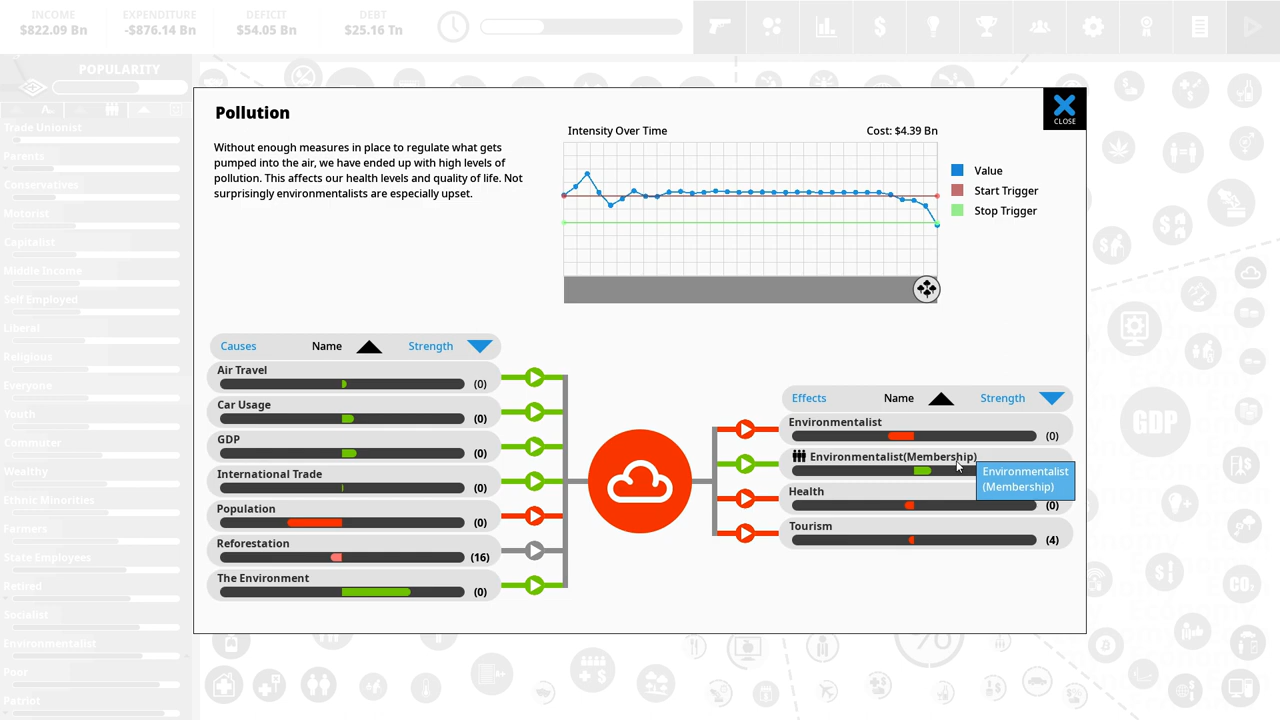 INCOME
$822.09 Bn
EXPENDITURE
-$876.14 Bn
DEFICIT
$54.05 Bn
DEBT
$25.16 Tn
POPULARITY
Trade Unionist
Parents
Conservatives
Motorist
Capitalist
Middle Income
Self Employed
Liberal
Religious
Everyone
Youth
Commuter
Wealthy
Ethnic Minorities
Farmers
State Employees
Retired
Socialist
Environmentalist
Poor
Patriot
Pollution
Without enough measures in place to regulate what gets
pumped into the air, we have ended up with high levels of
pollution. This affects our health levels and quality of life. Not
surprisingly environmentalists are especially upset.
Intensity Over Time
Cost: $4.39 Bn
CLOSE
Value
Start Trigger
Stop Trigger
Causes Name Strength
Air Travel
(0)
Car Usage
(0)
GDP
(0)
International Trade
(0)
Population
(0)
Reforestation
(16)
The Environment
(0)
Effects Name Strength
Environmentalist
(0)
Environmentalist(Membership)
Environmentalist
(Membership)
Health
(0)
Tourism
(4)
GDP
CO₂